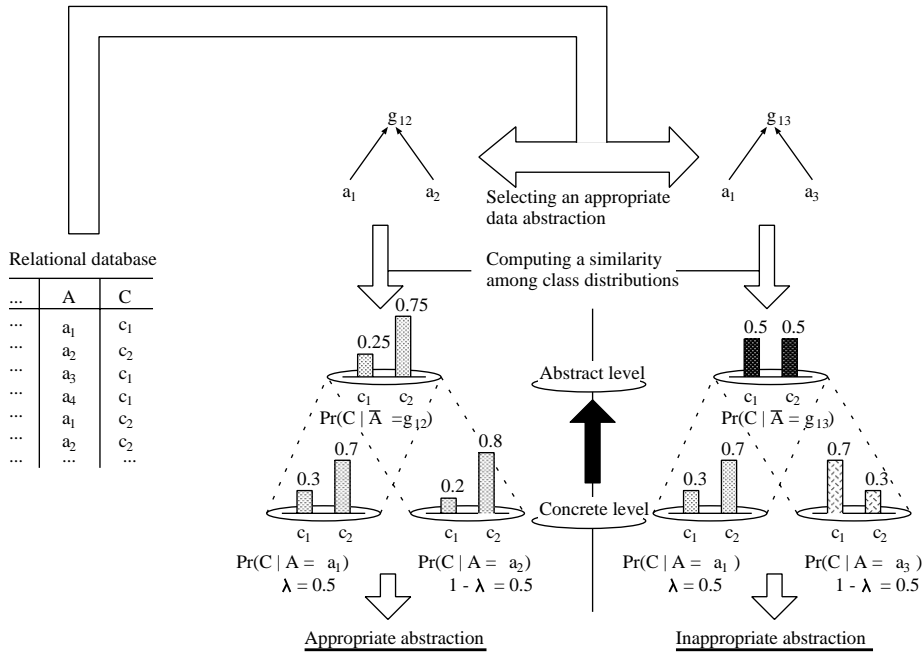 g12
g13
a1
a2
a1
a3
Selecting an appropriate
data abstraction
Relational database
... A C
... a1 c1
... a2 c2
... a3 c1
... a4 c1
... a1 c2
... a2 c2
... ... ...
Computing a similarity
among class distributions
0.25
0.75
c1 c2
Pr(C | A̅ =g12)
0.5 0.5
c1 c2
Pr(C | A̅ = g13)
Abstract level
Concrete level
0.3 0.7
c1 c2
Pr(C | A = a1)
λ = 0.5
0.2 0.8
c1 c2
Pr(C | A = a2)
1 - λ = 0.5
0.3 0.7
c1 c2
Pr(C | A = a1 )
λ = 0.5
0.7 0.3
c1 c2
Pr(C | A = a3 )
1 - λ = 0.5
Appropriate abstraction
Inappropriate abstraction